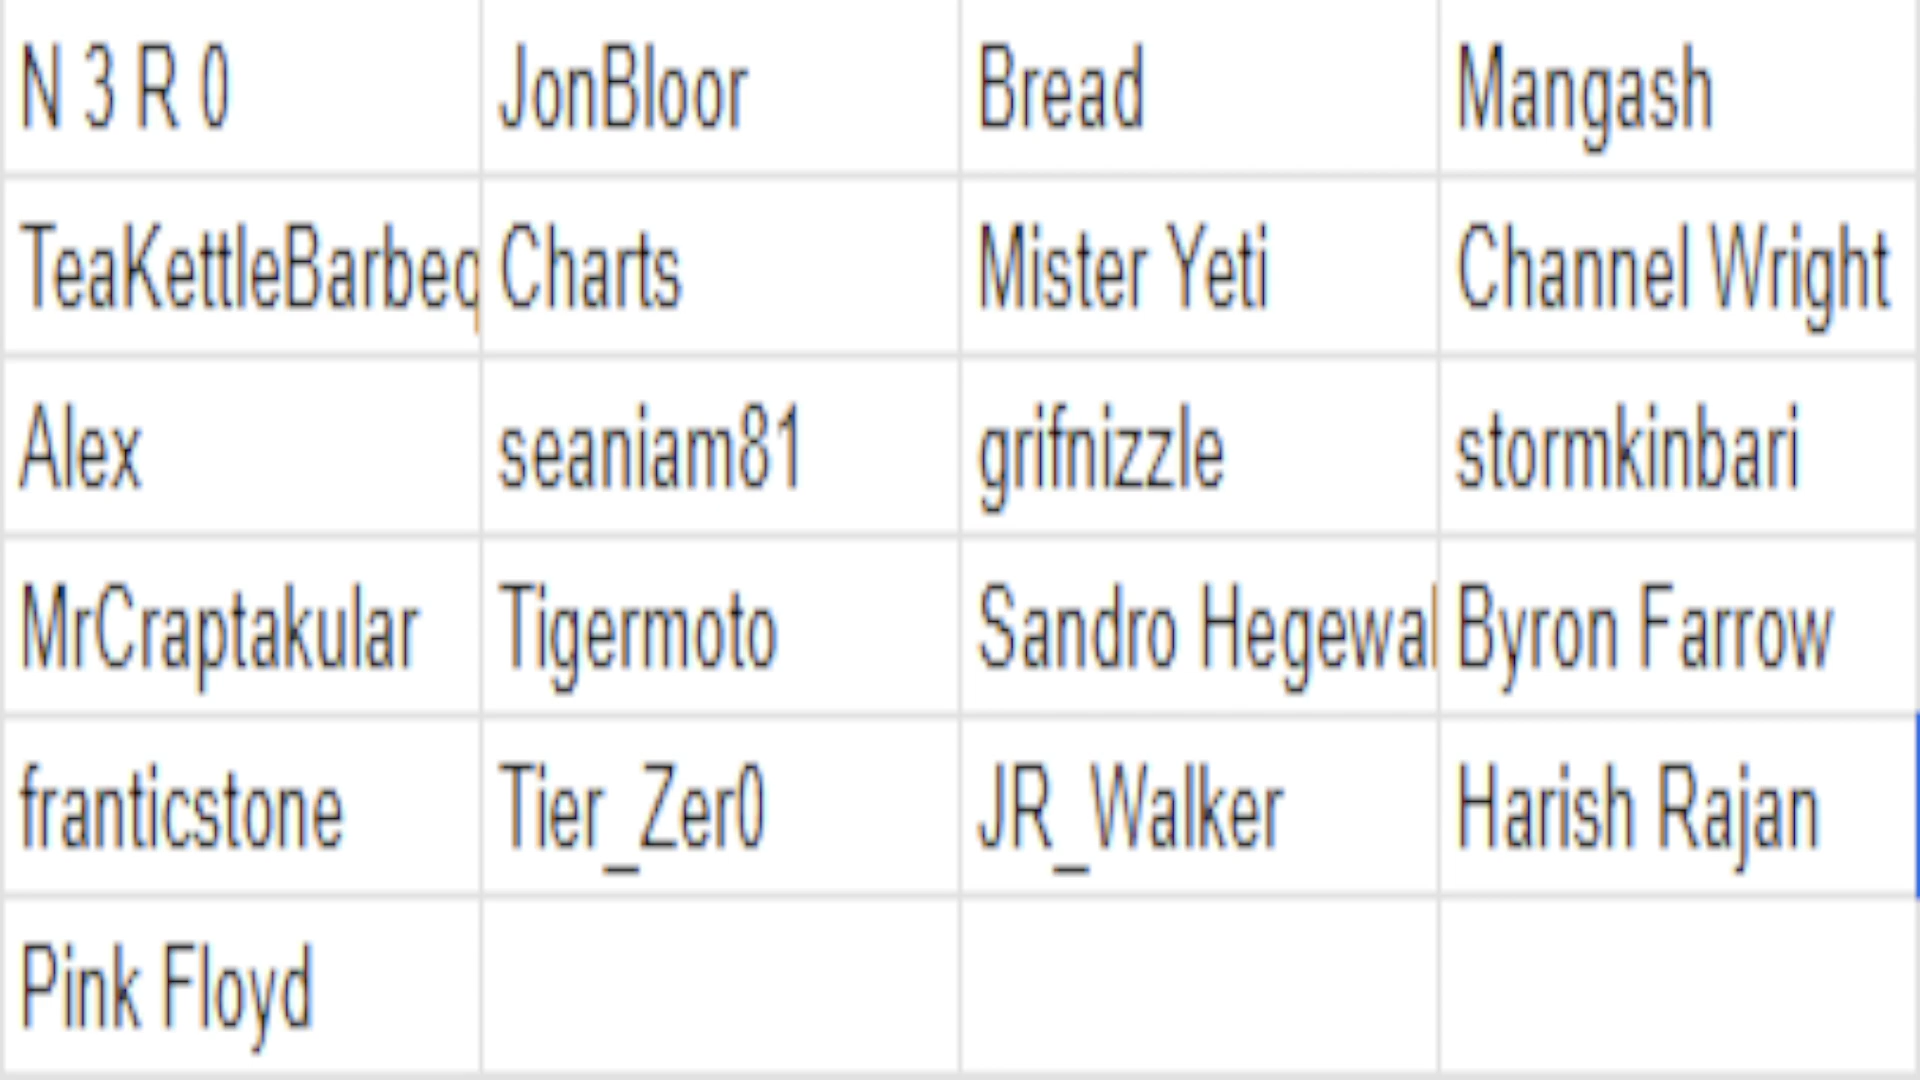 N 3 R 0 JonBloor Bread Mangash
TeaKettleBarbeq Charts Mister Yeti Channel Wright
Alex seaniam81 grifnizzle stormkinbari
MrCraptakular Tigermoto Sandro Hegewal Byron Farrow
franticstone Tier_Zer0 JR_Walker Harish Rajan
Pink Floyd